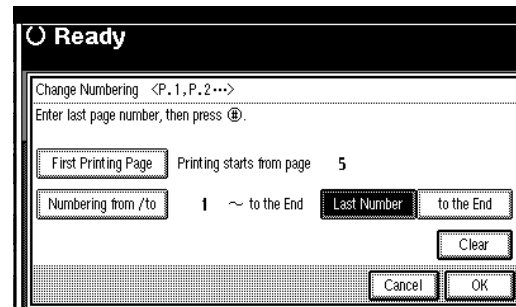 Ready
Change Numbering <P.1,P.2···>
Enter last page number, then press ⌗.
First Printing Page Printing starts from page 5
Numbering from /to 1 ～ to the End Last Number to the End
Clear
Cancel OK